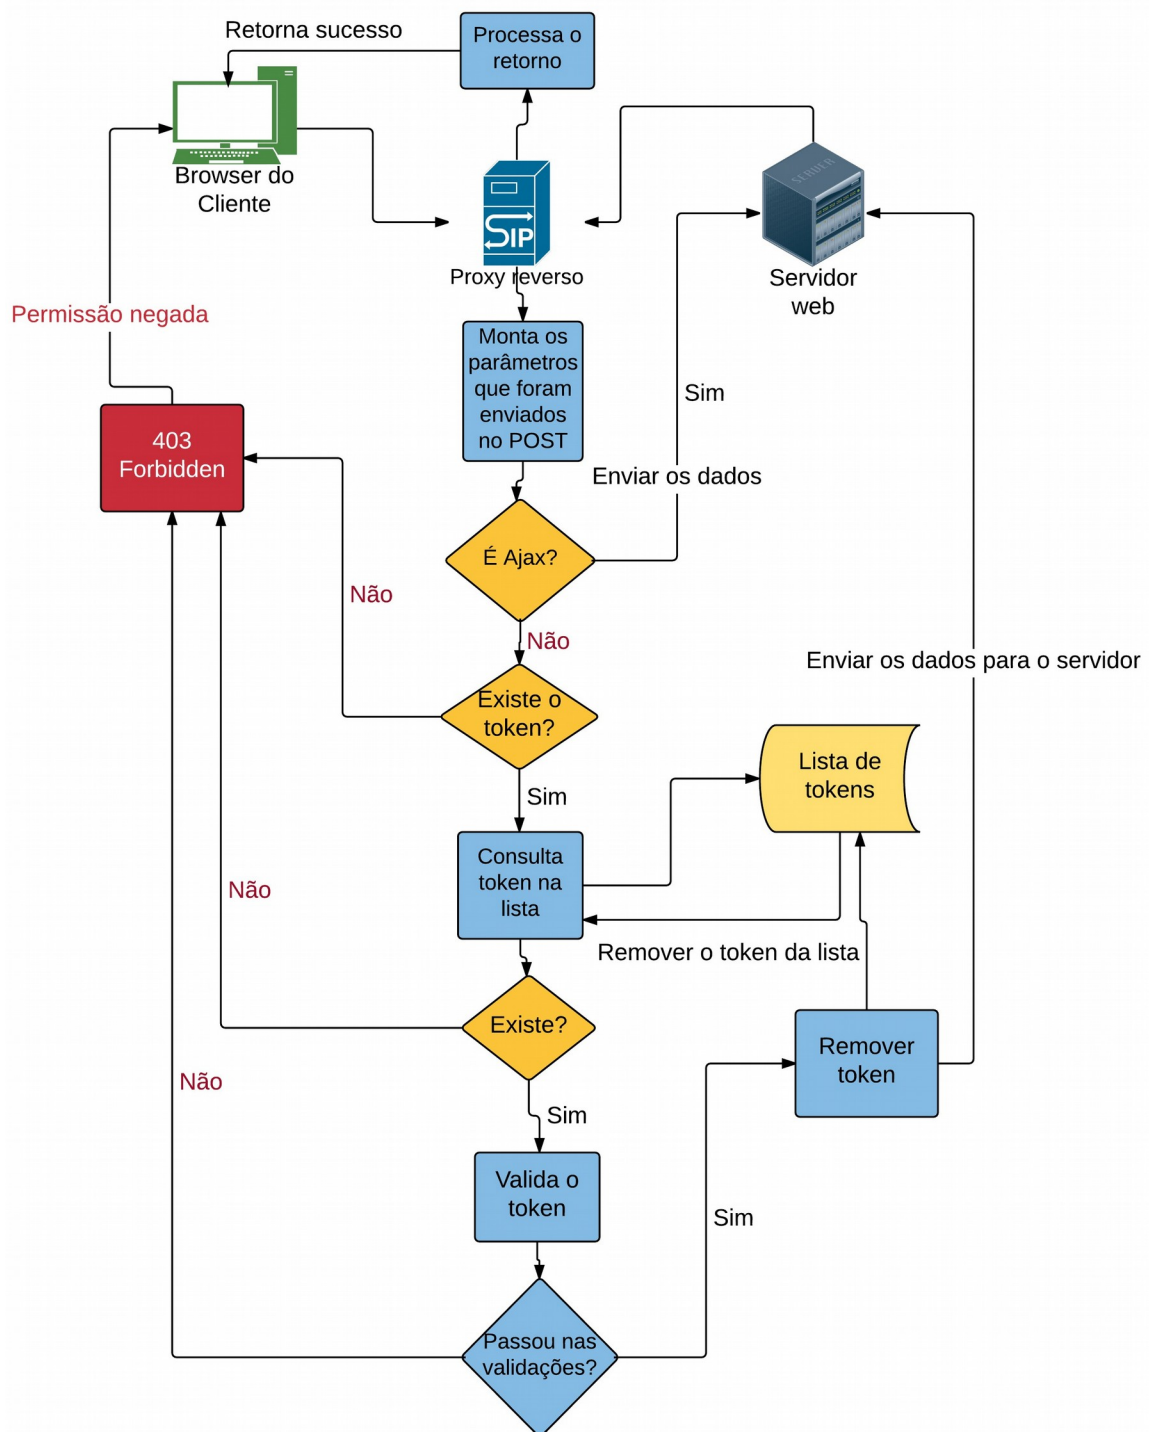 Retorna sucesso
Processa o
retorno
Browser do
Cliente
SERVER
SIP
Proxy reverso
Servidor
web
Permissão negada
Monta os
parâmetros
que foram
enviados
no POST
Sim
403
Forbidden
Enviar os dados
É Ajax?
Não
Não
Existe o
token?
Enviar os dados para o servidor
Sim
Lista de
tokens
Consulta
token na
lista
Não
Remover o token da lista
Existe?
Remover
token
Não
Sim
Valida o
token
Sim
Passou nas
validações?